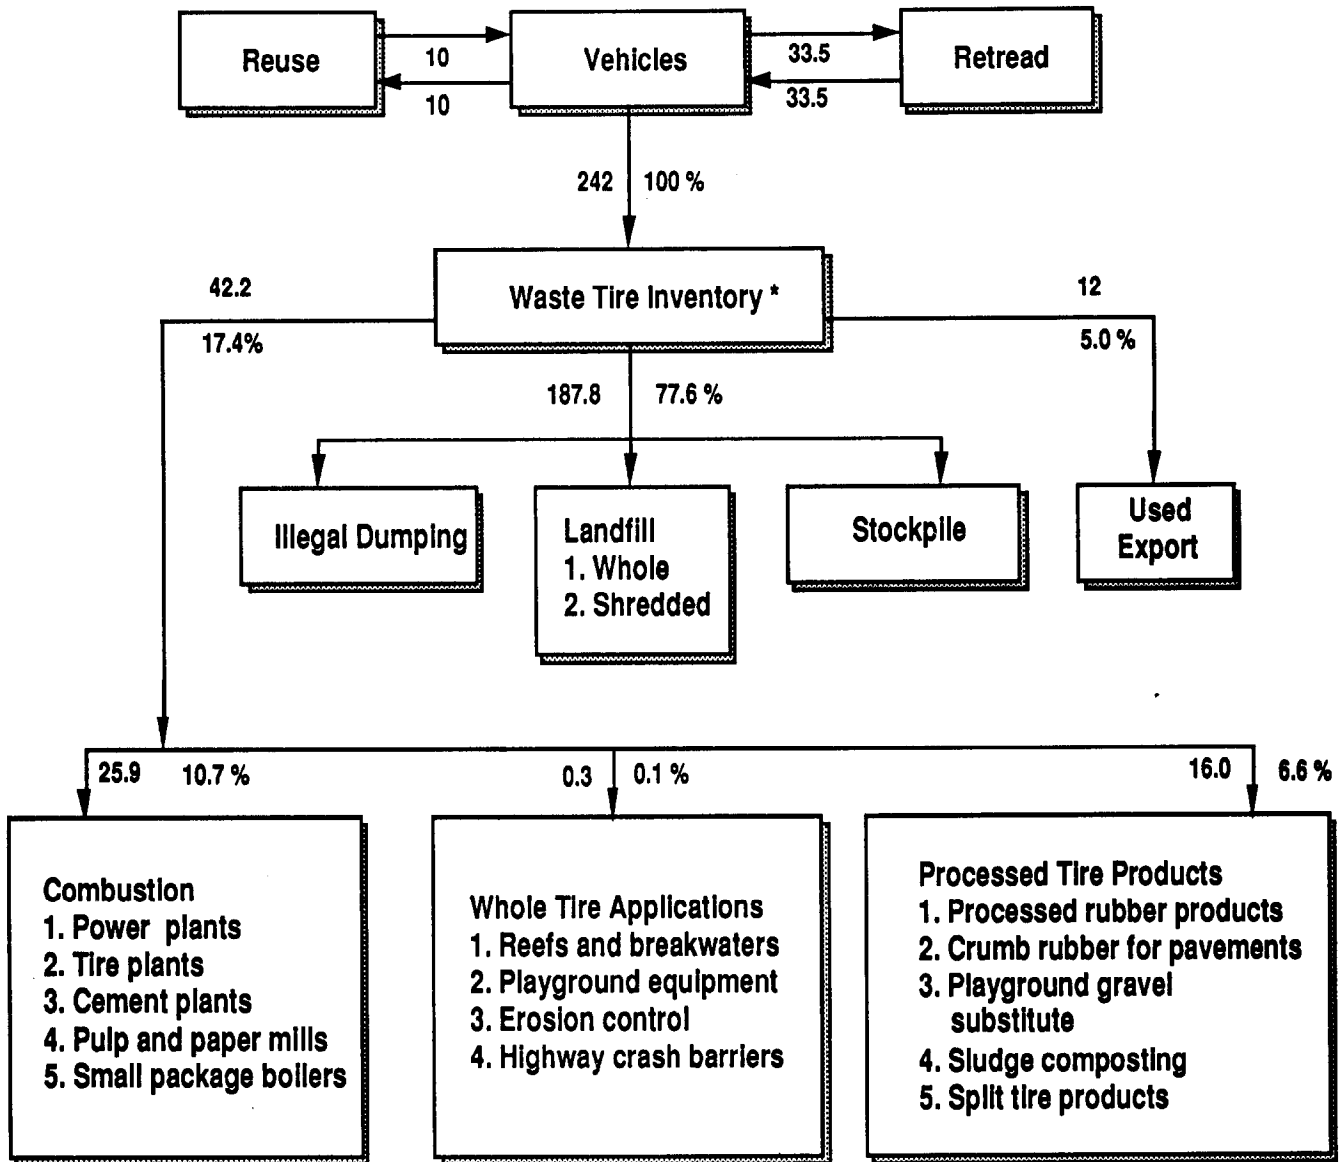 Reuse
10
10
Vehicles
33.5
33.5
Retread
242 100 %
Waste Tire Inventory *
42.2
17.4%
12
5.0 %
187.8 77.6 %
Illegal Dumping
Landfill
1. Whole
2. Shredded
Stockpile
Used
Export
25.9 10.7 %
0.3 0.1 %
16.0 6.6 %
Combustion
1. Power plants
2. Tire plants
3. Cement plants
4. Pulp and paper mills
5. Small package boilers
Whole Tire Applications
1. Reefs and breakwaters
2. Playground equipment
3. Erosion control
4. Highway crash barriers
Processed Tire Products
1. Processed rubber products
2. Crumb rubber for pavements
3. Playground gravel
substitute
4. Sludge composting
5. Split tire products